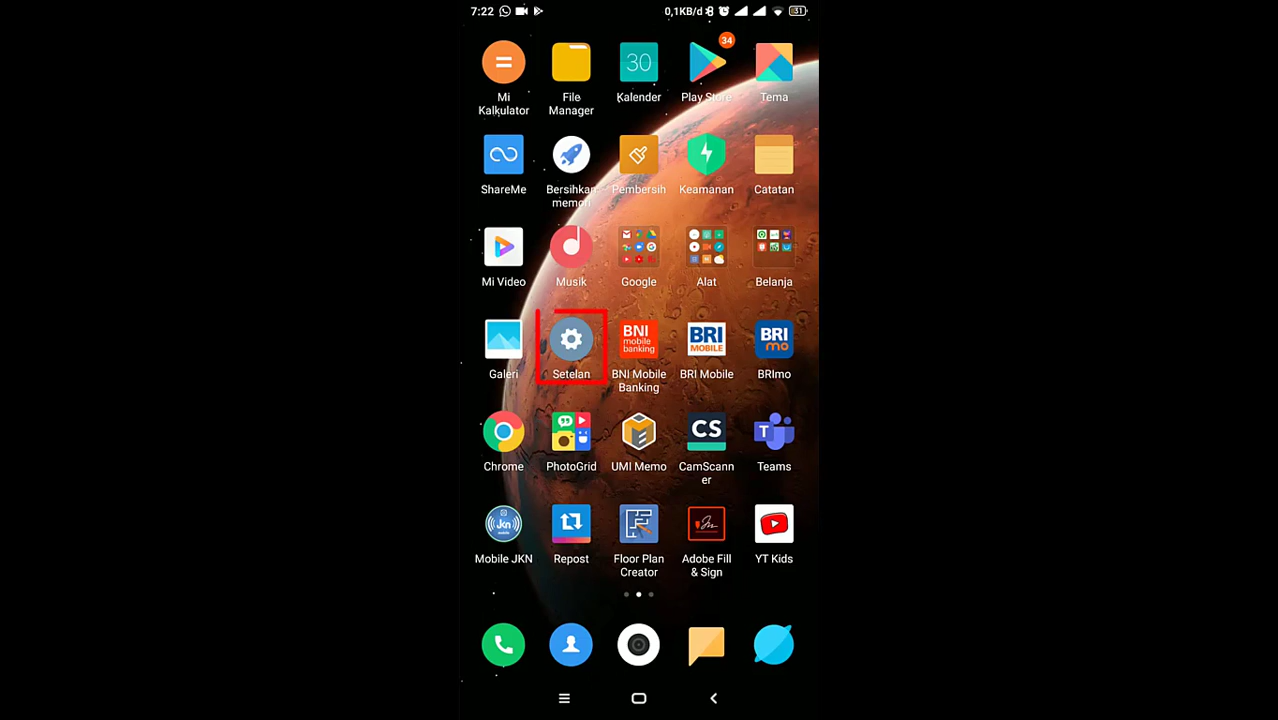 7:22
0,1KB/d
31
34
30
Mi
Kalkulator
File
Manager
Kalender
Play Store
Tema
ShareMe
Bersihkan
memori
Pembersih
Keamanan
Catatan
Mi Video
Musik
Google
Alat
Belanja
BNI
mobile
banking
BRI
MOBILE
BRI
mo
Galeri
Setelan
BNI Mobile
Banking
BRI Mobile
BRImo
CS
T
Chrome
PhotoGrid
UMI Memo
CamScann
er
Teams
Jkn
mobile
Mobile JKN
Repost
Floor Plan
Creator
Adobe Fill
& Sign
YT Kids